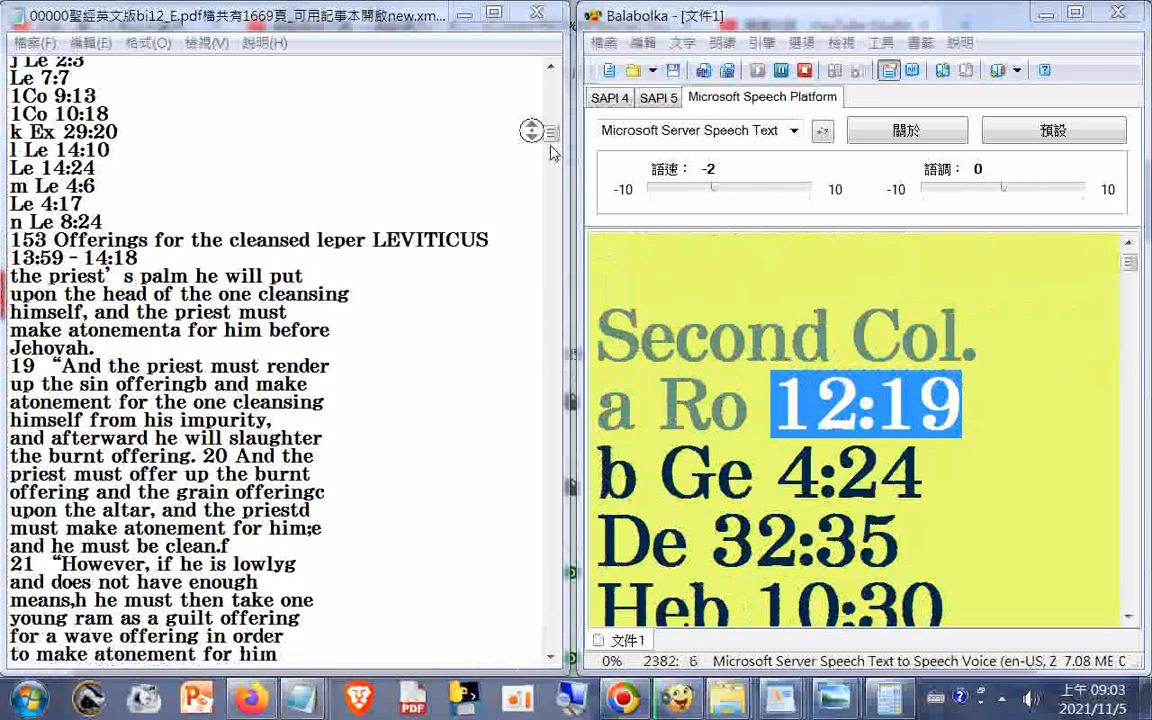 00000聖經英文版bi12_E.pdf檔共有1669頁_可用記事本開啟new.xm...
檔案(F) 編輯(E) 格式(O) 檢視(V) 說明(H)
j Le 2:3
Le 7:7
1Co 9:13
1Co 10:18
k Ex 29:20
l Le 14:10
Le 14:24
m Le 4:6
Le 4:17
n Le 8:24
153 Offerings for the cleansed leper LEVITICUS
13:59 - 14:18
the priest’s palm he will put
upon the head of the one cleansing
himself, and the priest must
make atonementa for him before
Jehovah.
19 “And the priest must render
up the sin offeringb and make
atonement for the one cleansing
himself from his impurity,
and afterward he will slaughter
the burnt offering. 20 And the
priest must offer up the burnt
offering and the grain offeringc
upon the altar, and the priestd
must make atonement for him;e
and he must be clean.f
21 “However, if he is lowlyg
and does not have enough
means,h he must then take one
young ram as a guilt offering
for a wave offering in order
to make atonement for him
Balabolka - [文件1]
檔案 編輯 文字 朗讀 引擎 選項 檢視 工具 書籤 說明
SAPI 4 SAPI 5 Microsoft Speech Platform
Microsoft Server Speech Text 關於 預設
語速： -2 語調： 0
-10 10 -10 10
Second Col.
a Ro 12:19
b Ge 4:24
De 32:35
Heb 10:30
文件1
0% 2382: 6 Microsoft Server Speech Text to Speech Voice (en-US, Z 7.08 ME C
PDF
上午 09:03
2021/11/5